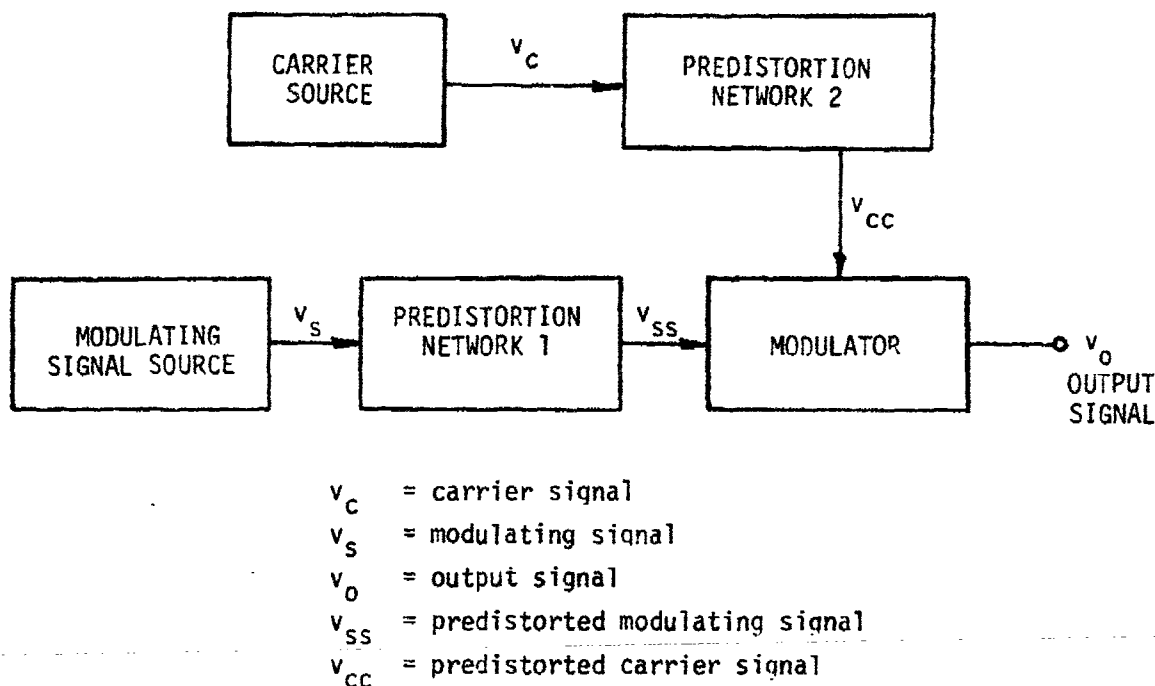 CARRIER
SOURCE
v_C
PREDISTORTION
NETWORK 2
v_CC
MODULATING
SIGNAL SOURCE
v_S
PREDISTORTION
NETWORK 1
v_SS
MODULATOR
v_o
OUTPUT
SIGNAL
v_C = carrier signal
v_S = modulating signal
v_O = output signal
v_SS = predistorted modulating signal
v_CC = predistorted carrier signal